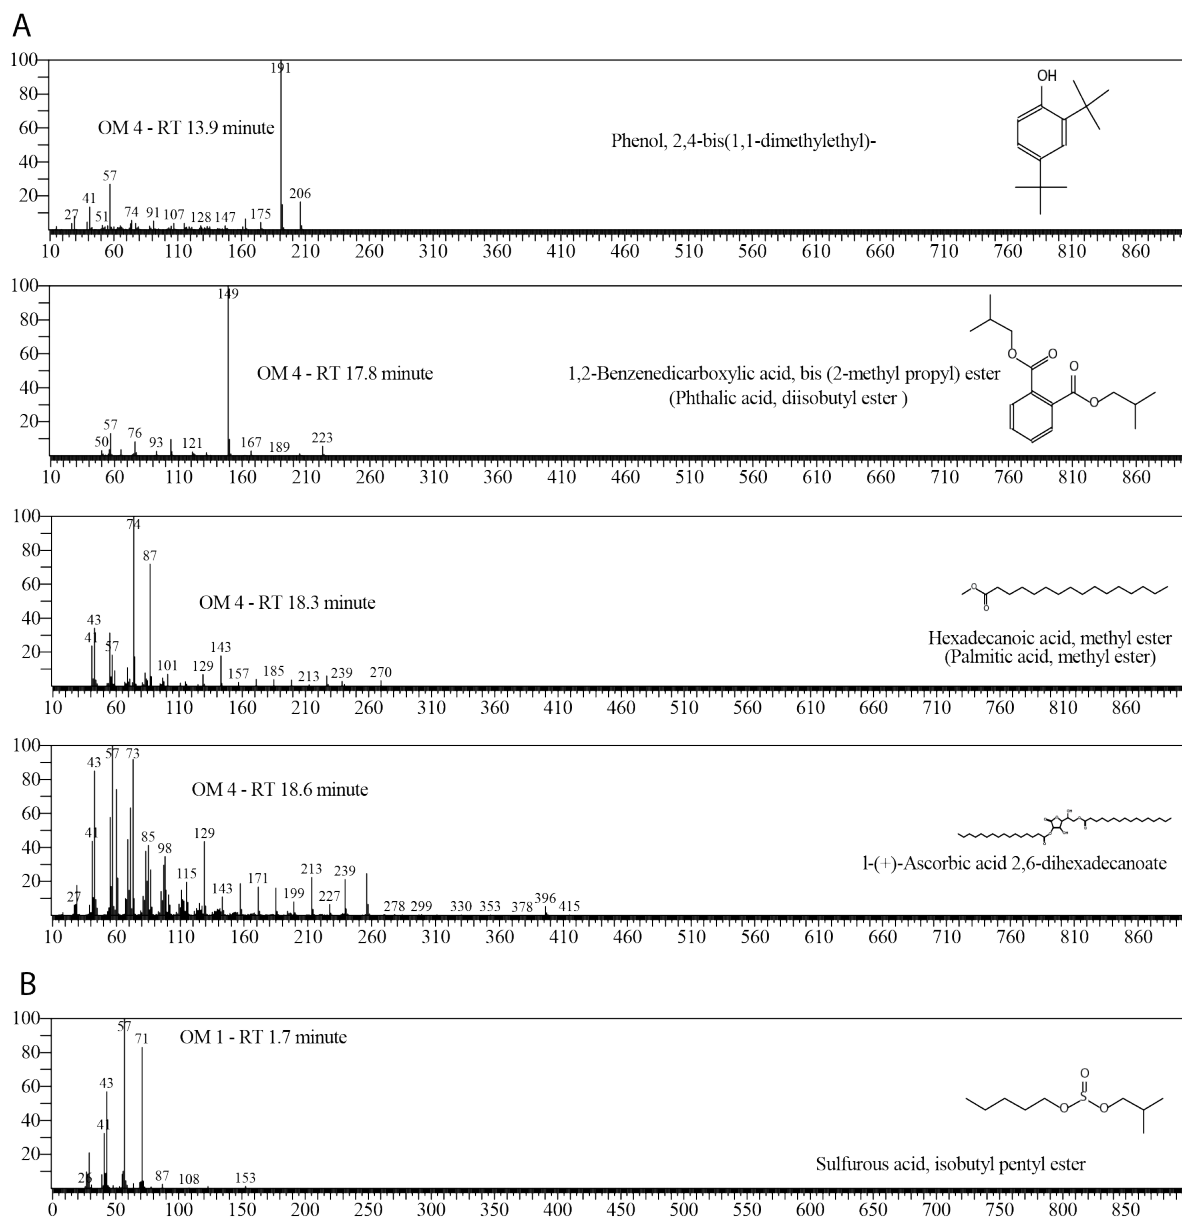 A
100
80
60
40
20
191
OM 4 - RT 13.9 minute
Phenol, 2,4-bis(1,1-dimethylethyl)-
OH
27 41 51 57 74 91 107 128 147 175 206
10 60 110 160 210 260 310 360 410 460 510 560 610 660 710 760 810 860
100
80
60
40
20
149
OM 4 - RT 17.8 minute
1,2-Benzenedicarboxylic acid, bis (2-methyl propyl) ester
(Phthalic acid, diisobutyl ester )
O O O O
50 57 76 93 121 167 189 223
10 60 110 160 210 260 310 360 410 460 510 560 610 660 710 760 810 860
100
80
60
40
20
74
87
OM 4 - RT 18.3 minute
O
O
Hexadecanoic acid, methyl ester
(Palmitic acid, methyl ester)
41 43 57 101 129 143 157 185 213 239 270
10 60 110 160 210 260 310 360 410 460 510 560 610 660 710 760 810 860
100
80
60
40
20
43 57 73
OM 4 - RT 18.6 minute
l-(+)-Ascorbic acid 2,6-dihexadecanoate
27 41 85 98 115 129 143 171 199 213 227 239 278 299 330 353 378 396 415
10 60 110 160 210 260 310 360 410 460 510 560 610 660 710 760 810 860
B
100
80
60
40
20
57
71
OM 1 - RT 1.7 minute
O
O S O
Sulfurous acid, isobutyl pentyl ester
41 43 87 108 153
0 50 100 150 200 250 300 350 400 450 500 550 600 650 700 750 800 850